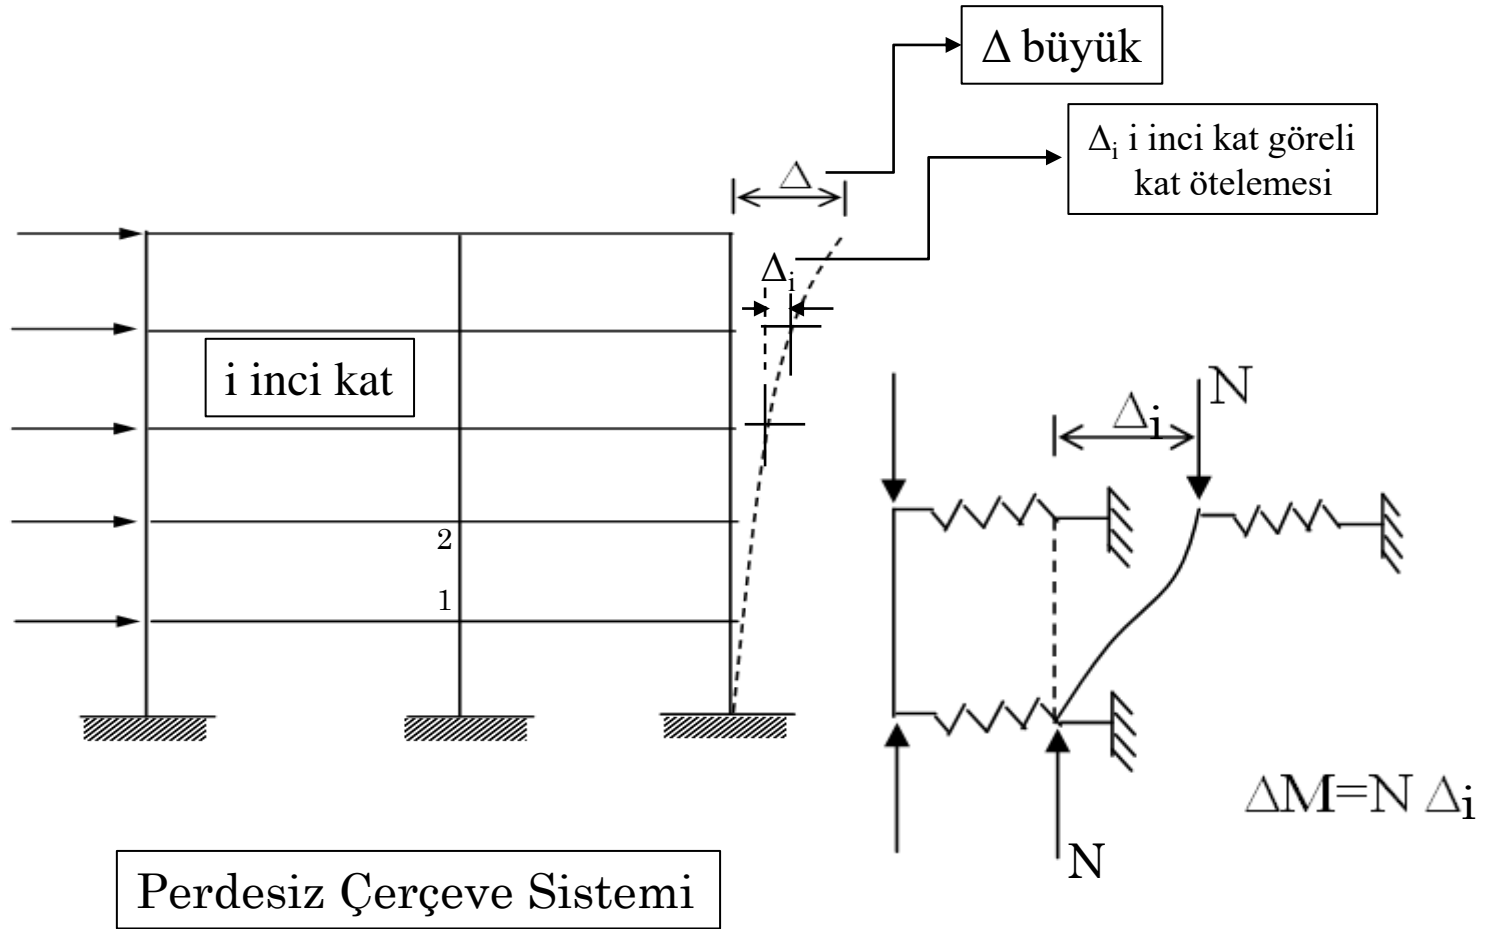 Δ büyük
Δi i inci kat göreli
kat ötelemesi
Δ
Δi
i inci kat
N
Δi
2
1
ΔM=N Δi
N
Perdesiz Çerçeve Sistemi